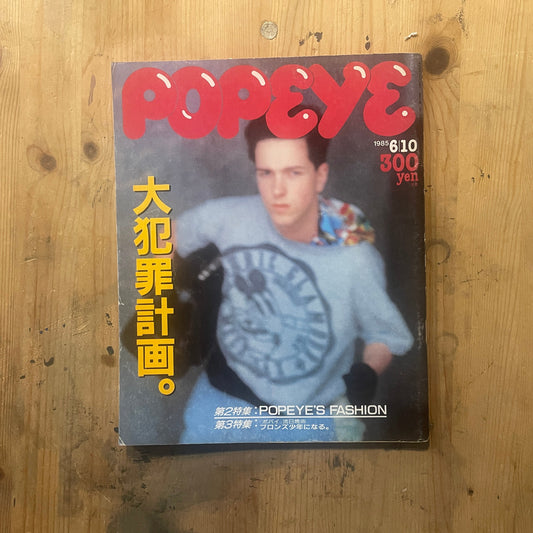 POPEYE
1985 6/10
300
yen
大犯罪計画。
第2特集:POPEYE'S FASHION
第3特集:
ブロンズ少年になる。